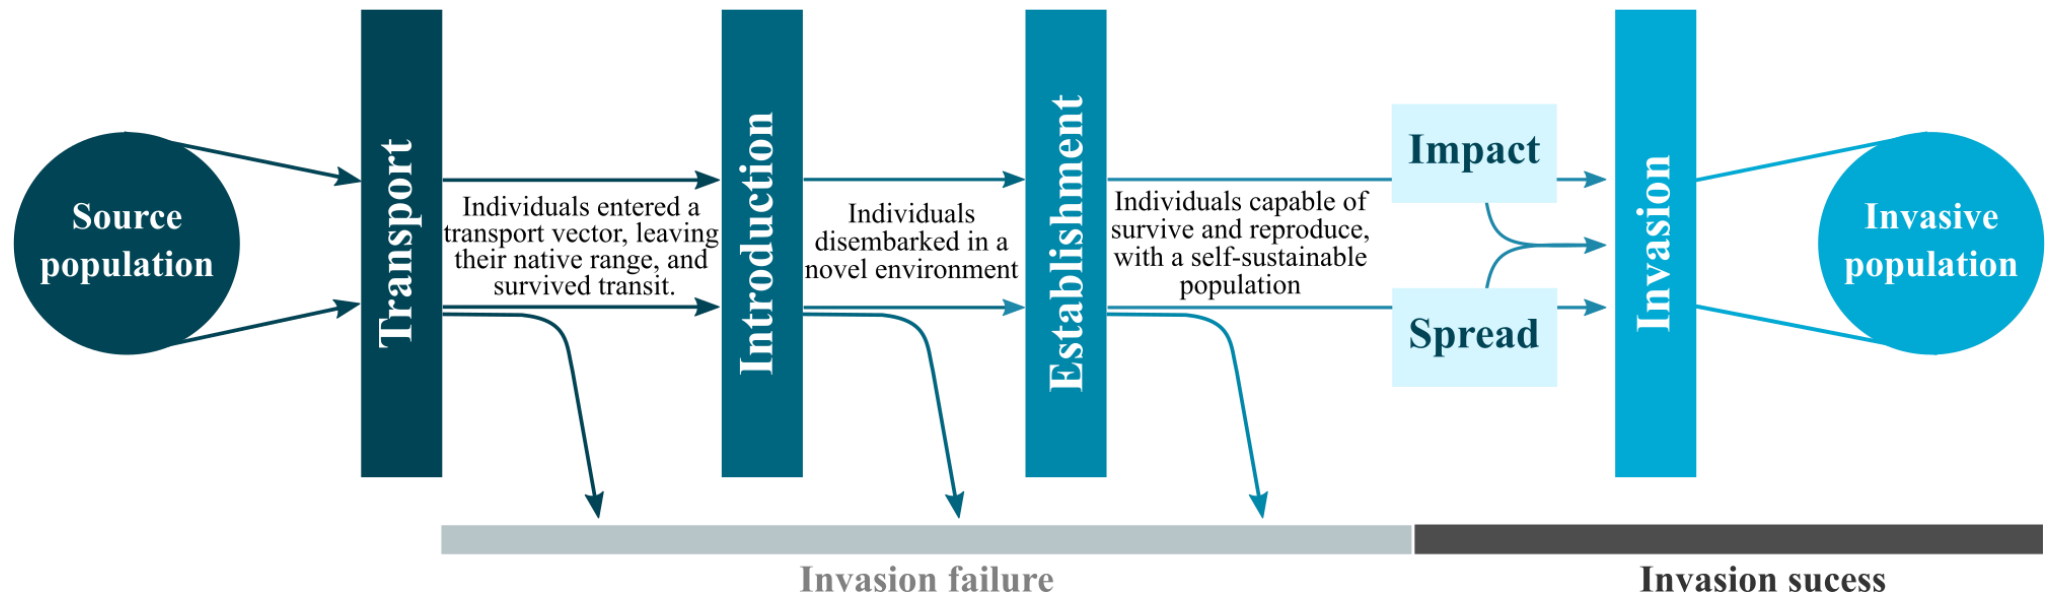 Source
population
Transport
Individuals entered a
transport vector, leaving
their native range, and
survived transit.
Introduction
Individuals
disembarked in a
novel environment
Establishment
Individuals capable of
survive and reproduce,
with a self-sustainable
population
Impact
Spread
Invasion
Invasive
population
Invasion failure
Invasion sucess